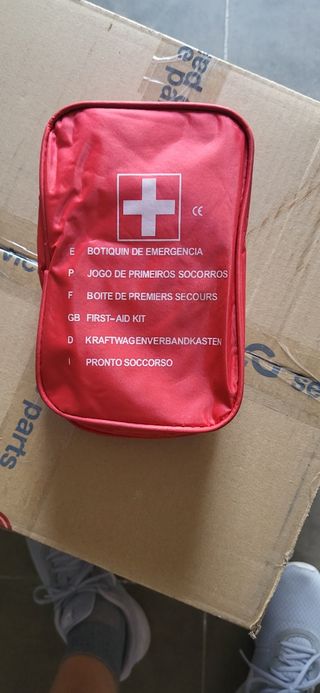 CE
E BOTIQUIN DE EMERGENCIA
P JOGO DE PRIMEIROS SOCORROS
F BOITE DE PREMIERS SECOURS
GB FIRST-AID KIT
D KRAFTWAGENVERBANDKASTEN
I PRONTO SOCCORSO
parts